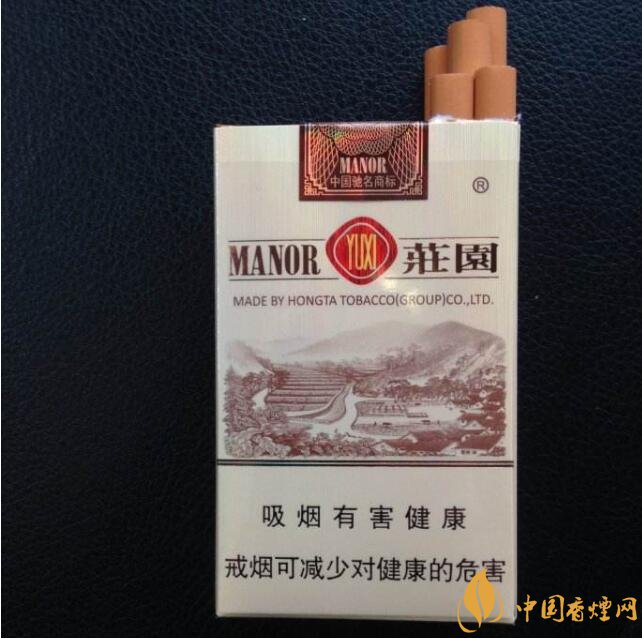 MANOR
中国驰名商标
®
MANOR YUXI 莊園
MADE BY HONGTA TOBACCO(GROUP)CO.,LTD.
吸烟有害健康
戒烟可减少对健康的危害
中国香煙网